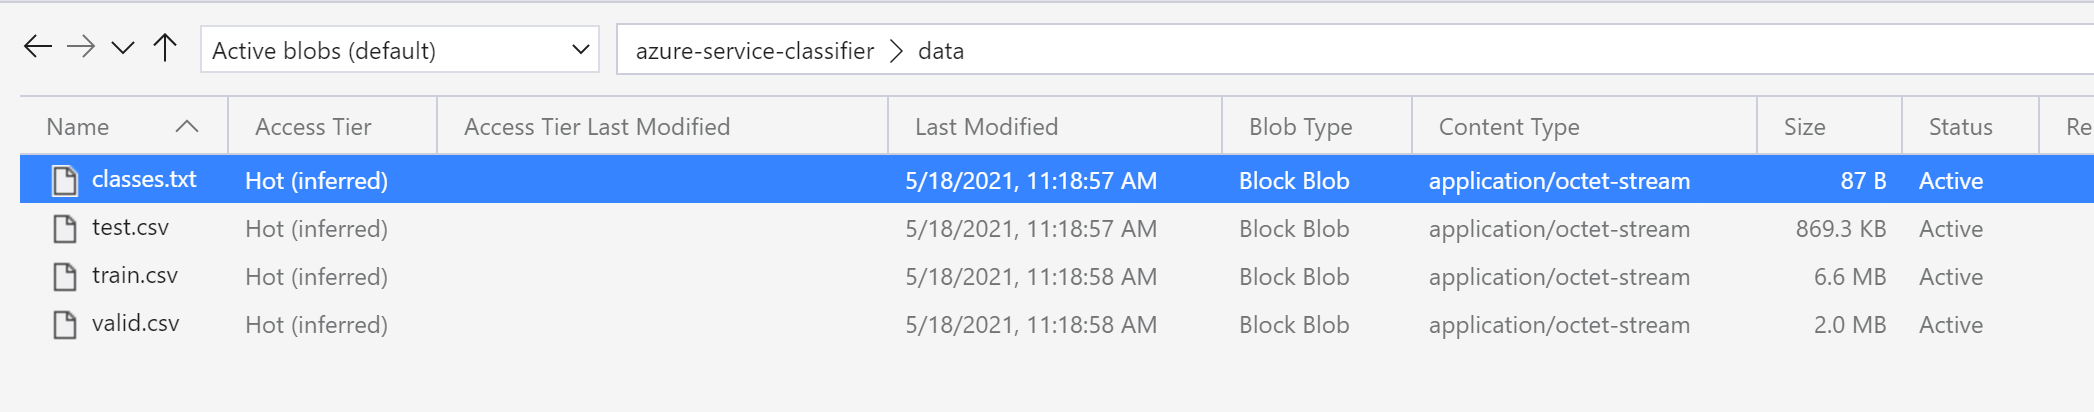 Active blobs (default) azure-service-classifier data
Name Access Tier Access Tier Last Modified Last Modified Blob Type Content Type Size Status Re
classes.txt Hot (inferred) 5/18/2021, 11:18:57 AM Block Blob application/octet-stream 87 B Active
test.csv Hot (inferred) 5/18/2021, 11:18:57 AM Block Blob application/octet-stream 869.3 KB Active
train.csv Hot (inferred) 5/18/2021, 11:18:58 AM Block Blob application/octet-stream 6.6 MB Active
valid.csv Hot (inferred) 5/18/2021, 11:18:58 AM Block Blob application/octet-stream 2.0 MB Active